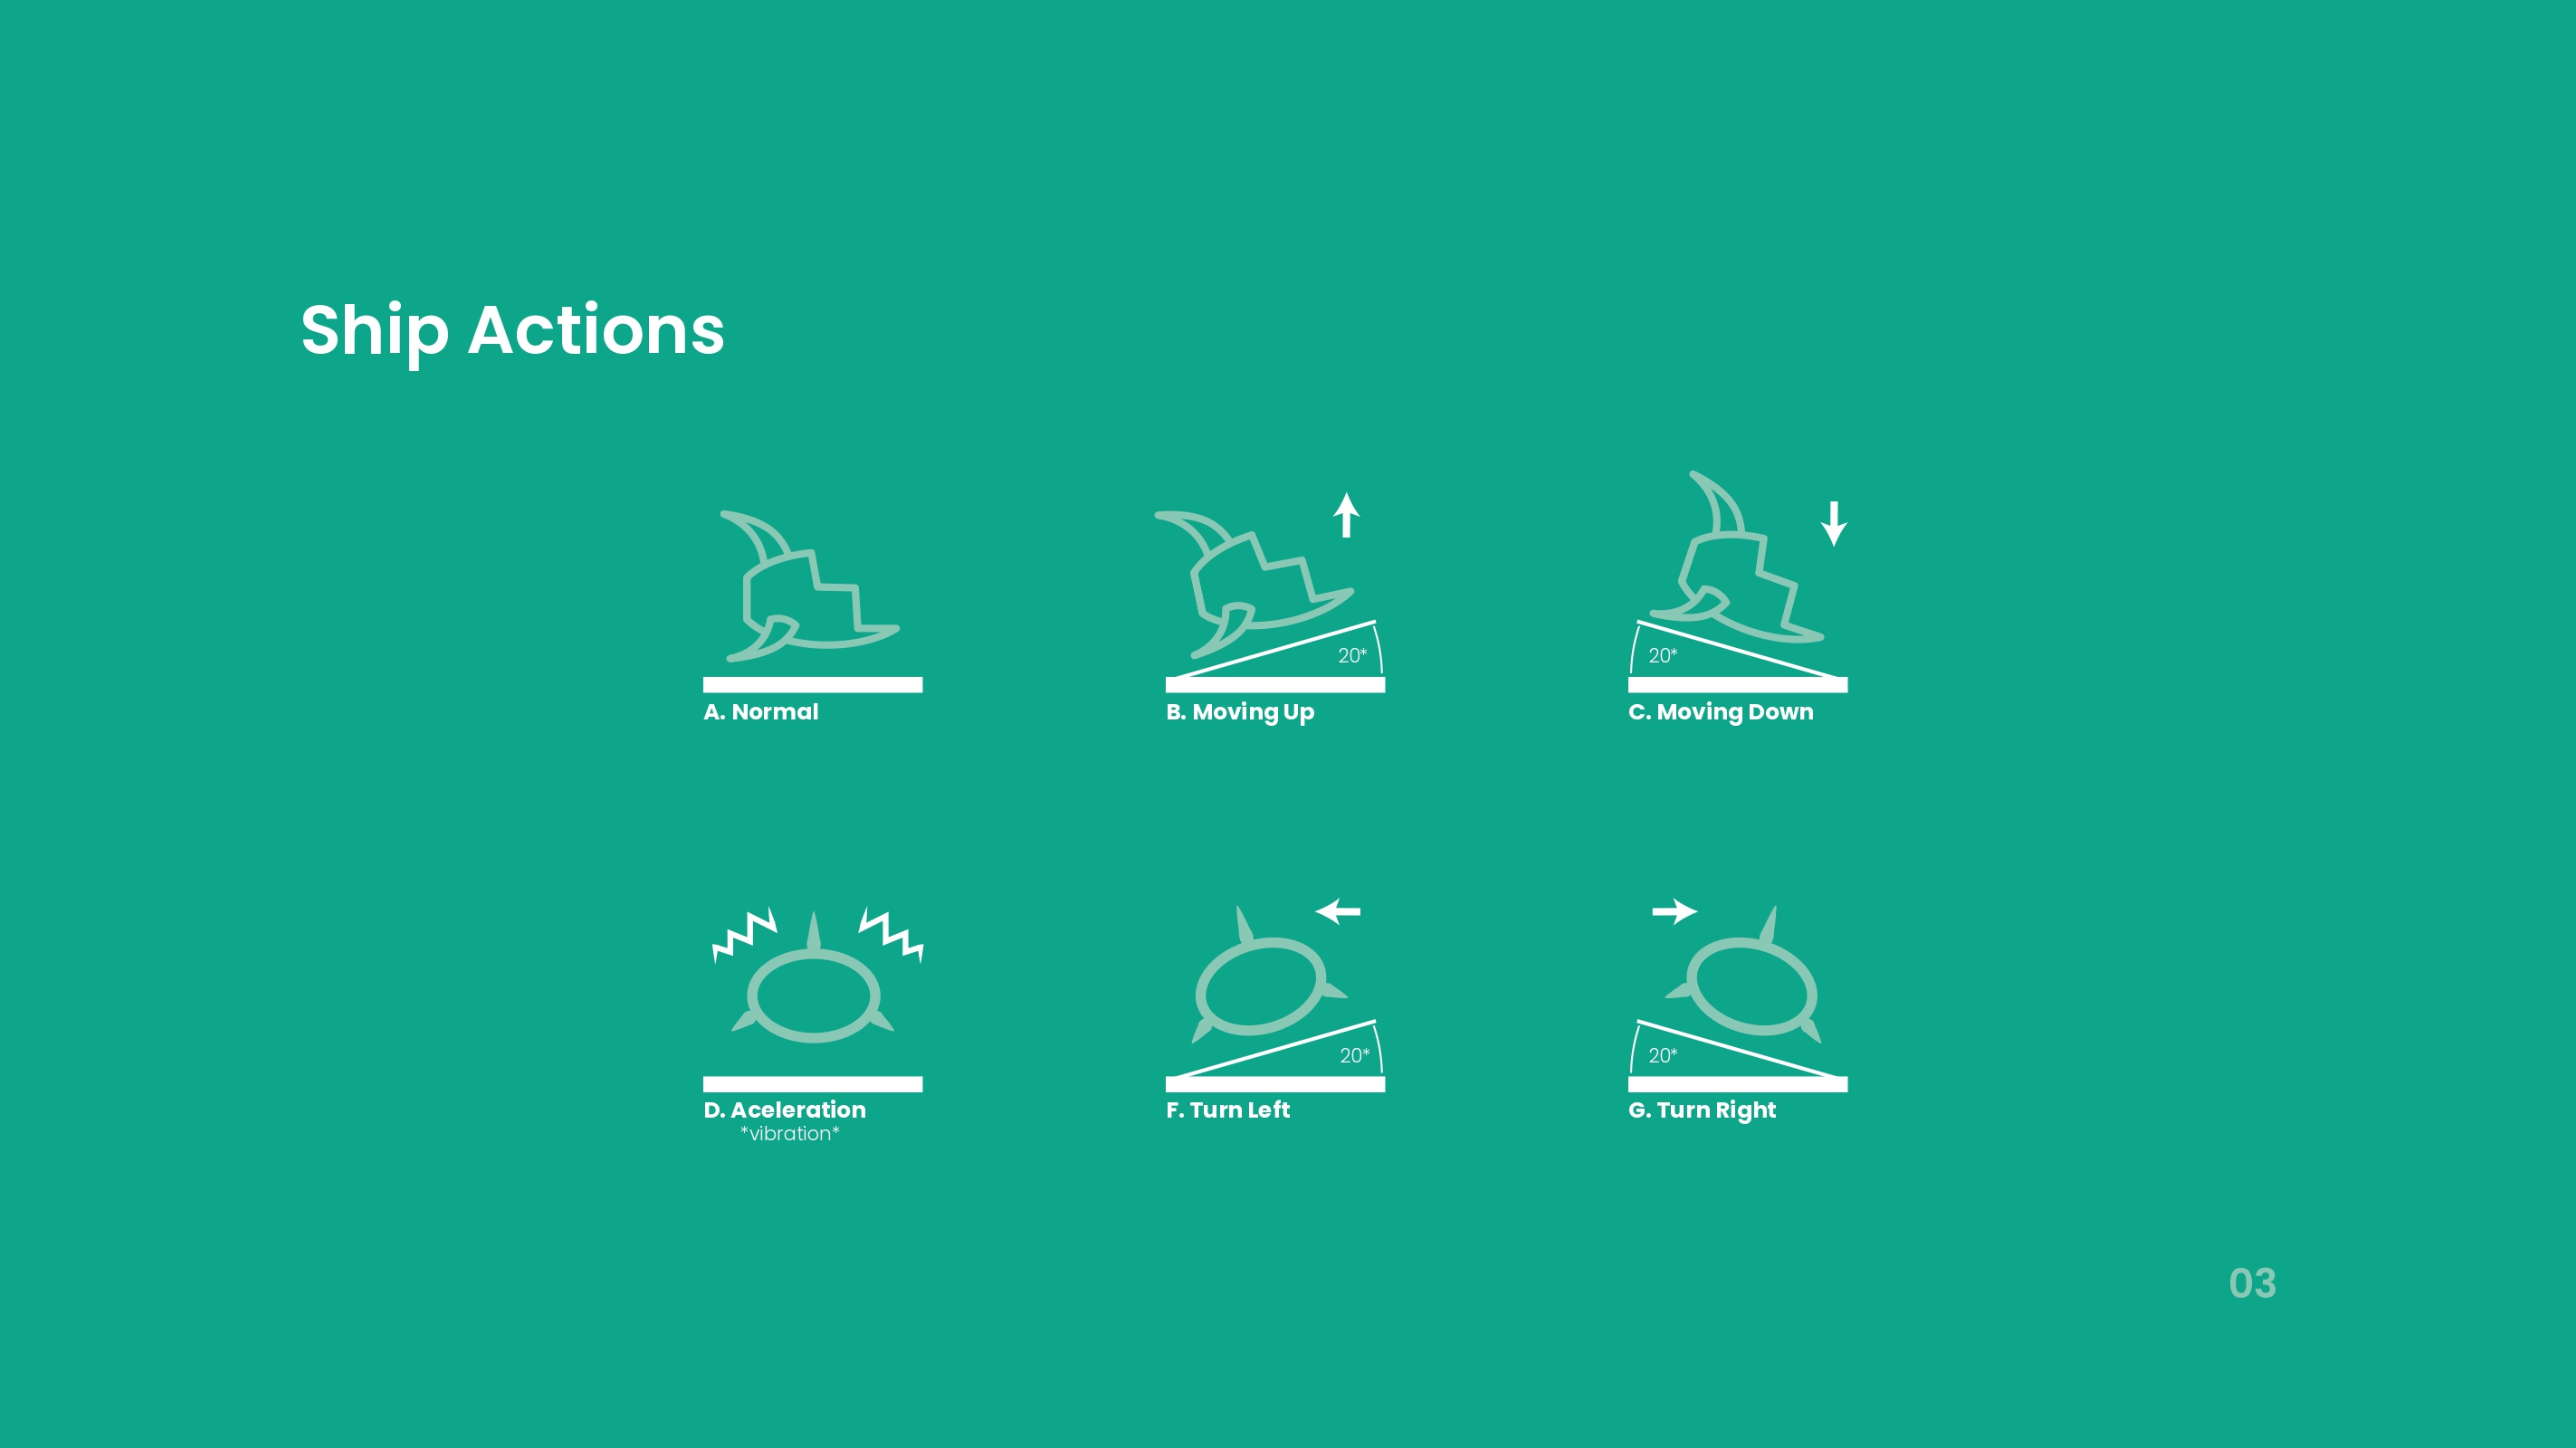 Ship Actions
20*
20*
A. Normal
B. Moving Up
C. Moving Down
20*
20*
D. Aceleration
*vibration*
F. Turn Left
G. Turn Right
03